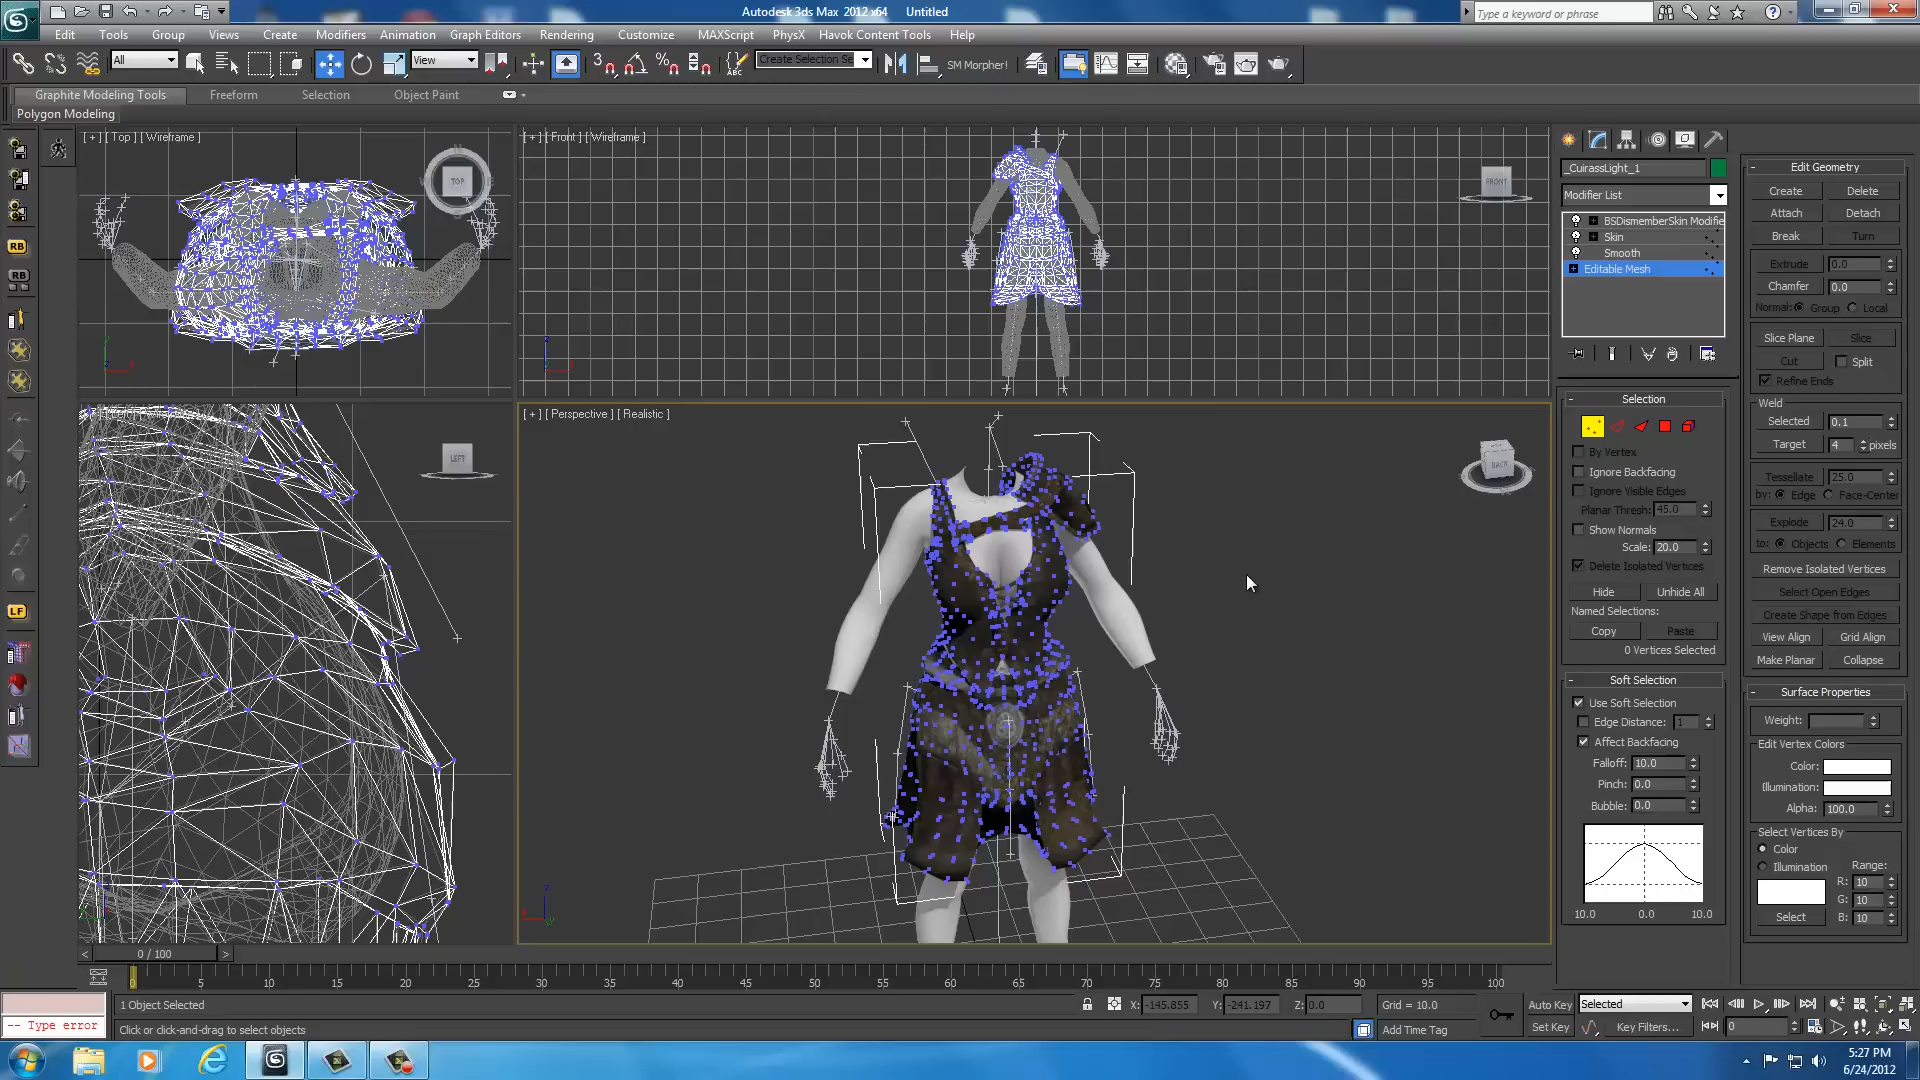 Autodesk 3ds Max 2012 x64 Untitled
Type a keyword or phrase
Edit Tools Group Views Create Modifiers Animation Graph Editors Rendering Customize MAXScript PhysX Havok Content Tools Help
All View 3 ABC Create Selection Se SM Morpher!
Graphite Modeling Tools Freeform Selection Object Paint
Polygon Modeling
[ + ] [ Top ] [ Wireframe ]
TOP
[ + ] [ Front ] [ Wireframe ]
FRONT
LEFT
[ + ] [ Perspective ] [ Realistic ]
BACK
RB
RB
LF
_CuirassLight_1
Modifier List
BSDismemberSkin Modifie
Skin
Smooth
Editable Mesh
Selection
By Vertex
Ignore Backfacing
Ignore Visible Edges
Planar Thresh: 45.0
Show Normals
Scale: 20.0
Delete Isolated Vertices
Hide Unhide All
Named Selections:
Copy Paste
0 Vertices Selected
Soft Selection
Use Soft Selection
Edge Distance: 1
Affect Backfacing
Falloff: 10.0
Pinch: 0.0
Bubble: 0.0
10.0 0.0 10.0
Edit Geometry
Create Delete
Attach Detach
Break Turn
Extrude 0.0
Chamfer 0.0
Normal: Group Local
Slice Plane Slice
Cut Split
Refine Ends
Weld
Selected 0.1
Target 4 pixels
Tessellate 25.0
by: Edge Face-Center
Explode 24.0
to: Objects Elements
Remove Isolated Vertices
Select Open Edges
Create Shape from Edges
View Align Grid Align
Make Planar Collapse
Surface Properties
Weight:
Edit Vertex Colors
Color:
Illumination:
Alpha: 100.0
Select Vertices By
Color
Illumination Range:
R: 10
G: 10
Select B: 10
< 0 / 100 >
0 5 10 15 20 25 30 35 40 45 50 55 60 65 70 75 80 85 90 95 100
1 Object Selected X: -145.855 Y: -241.197 Z: 0.0 Grid = 10.0 Auto Key Selected
-- Type error Click or click-and-drag to select objects Add Time Tag Set Key Key Filters... 0
5:27 PM
6/24/2012